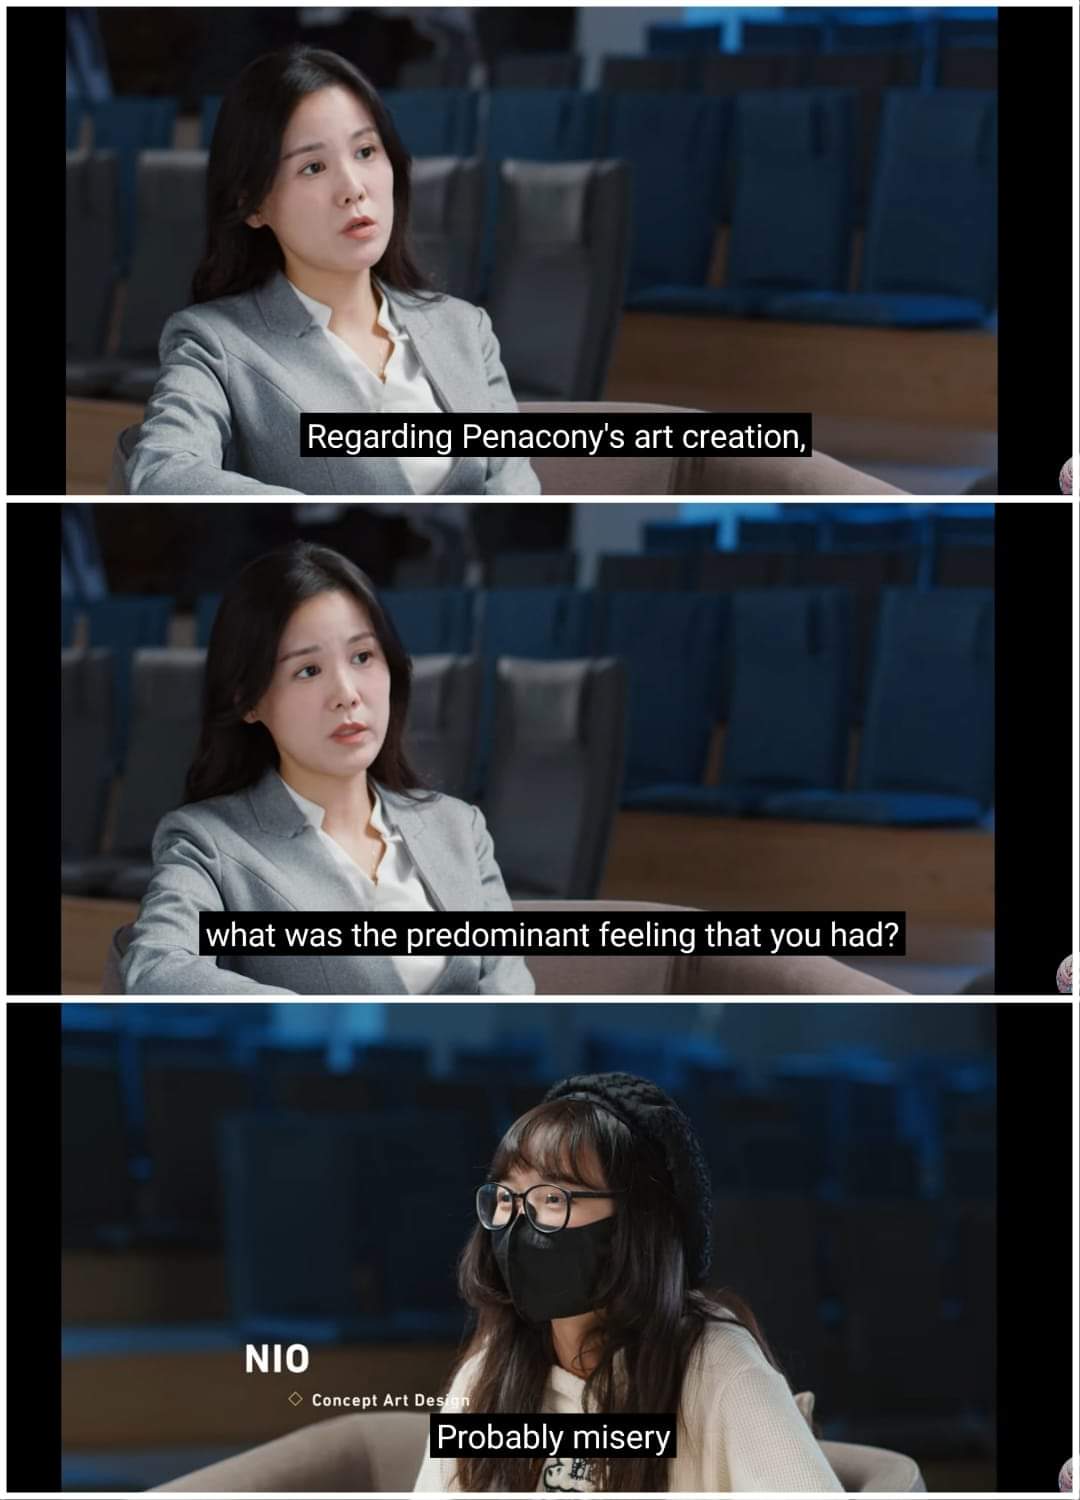 Regarding Penacony's art creation,
what was the predominant feeling that you had?
NIO
Concept Art Design
Probably misery